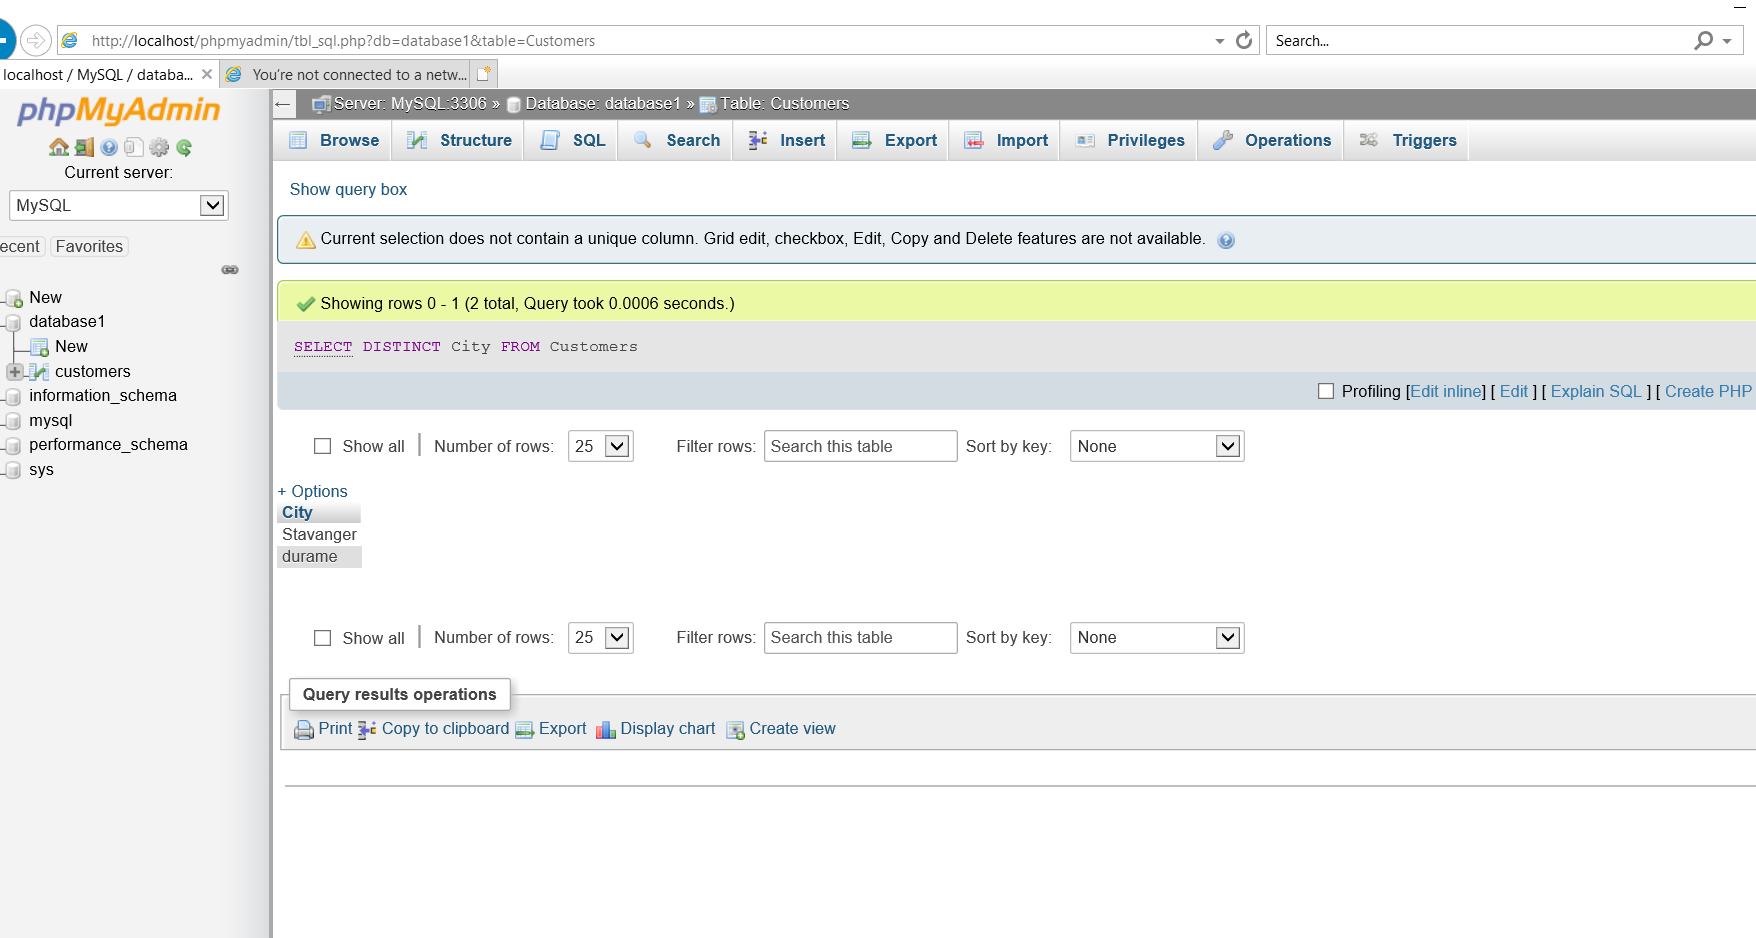 http://localhost/phpmyadmin/tbl_sql.php?db=database1&table=Customers
Search...
localhost / MySQL / databa...
You're not connected to a netw...
phpMyAdmin
Server: MySQL:3306 » Database: database1 » Table: Customers
Browse Structure SQL Search Insert Export Import Privileges Operations Triggers
Current server:
MySQL
Favorites
New
database1
New
customers
information_schema
mysql
performance_schema
sys
Show query box
Current selection does not contain a unique column. Grid edit, checkbox, Edit, Copy and Delete features are not available.
Showing rows 0 - 1 (2 total, Query took 0.0006 seconds.)
SELECT DISTINCT City FROM Customers
Profiling [Edit inline] [ Edit ] [ Explain SQL ] [ Create PHP
Show all | Number of rows: 25 Filter rows: Search this table Sort by key: None
+ Options
City
Stavanger
durame
Show all | Number of rows: 25 Filter rows: Search this table Sort by key: None
Query results operations
Print Copy to clipboard Export Display chart Create view